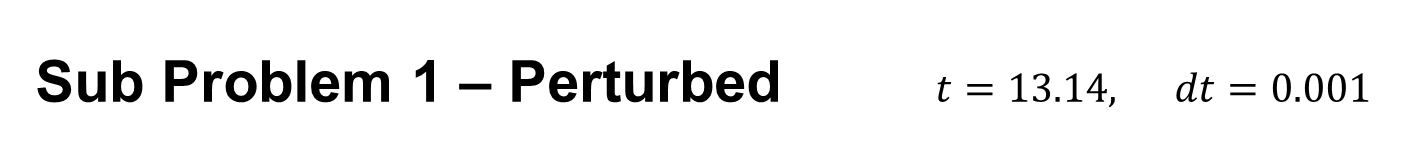 Sub Problem 1 – Perturbed t = 13.14, dt = 0.001